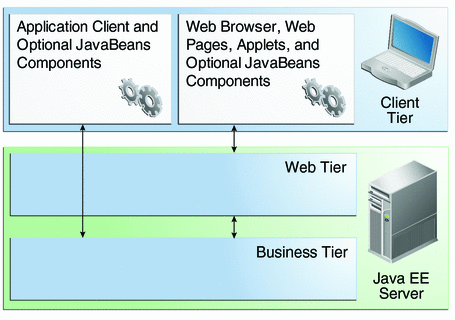 Application Client and
Optional JavaBeans
Components
Web Browser, Web
Pages, Applets, and
Optional JavaBeans
Components
Client
Tier
Web Tier
Business Tier
Java EE
Server